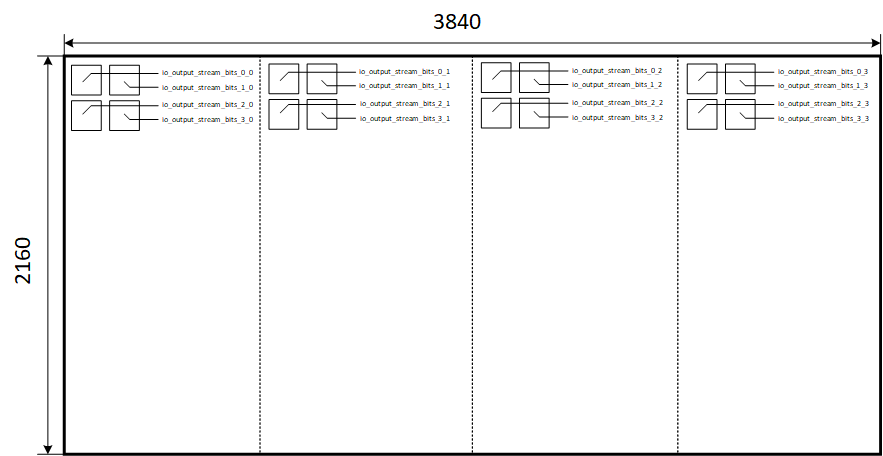 3840
2160
io_output_stream_bits_0_0
io_output_stream_bits_1_0
io_output_stream_bits_2_0
io_output_stream_bits_3_0
io_output_stream_bits_0_1
io_output_stream_bits_1_1
io_output_stream_bits_2_1
io_output_stream_bits_3_1
io_output_stream_bits_0_2
io_output_stream_bits_1_2
io_output_stream_bits_2_2
io_output_stream_bits_3_2
io_output_stream_bits_0_3
io_output_stream_bits_1_3
io_output_stream_bits_2_3
io_output_stream_bits_3_3